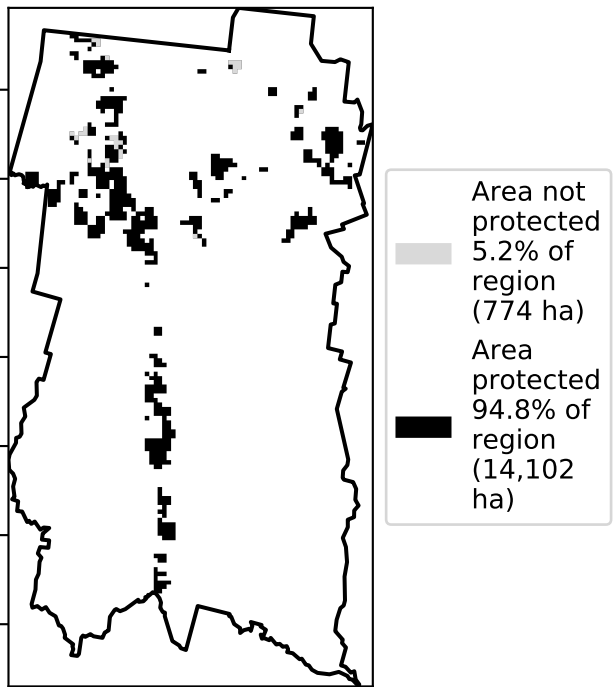 Area not
protected
5.2% of
region
(774 ha)
Area
protected
94.8% of
region
(14,102
ha)